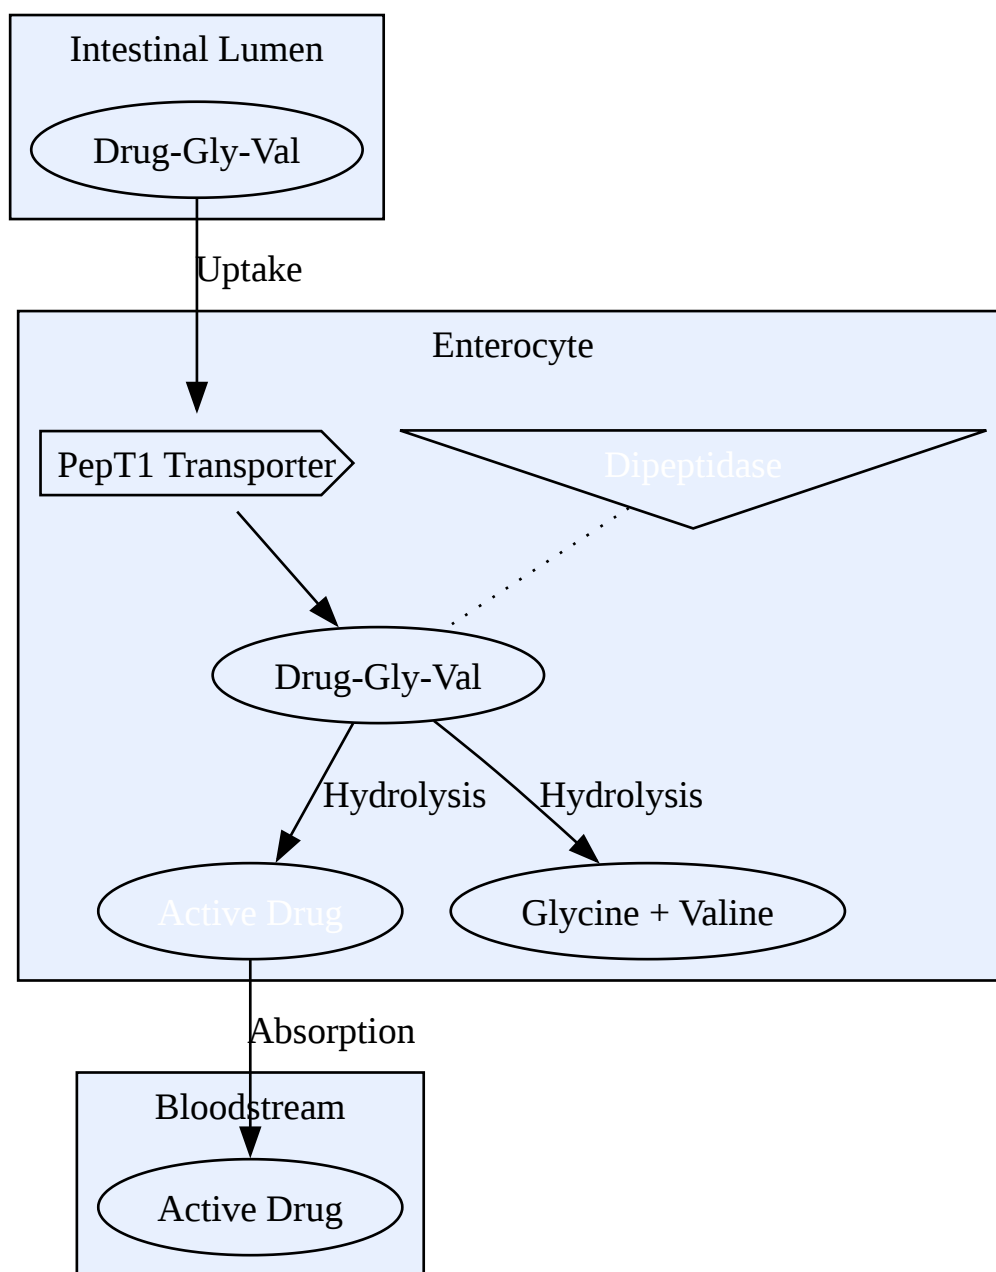 Intestinal Lumen
Drug-Gly-Val
Uptake
Enterocyte
PepT1 Transporter
Dipeptidase
Drug-Gly-Val
Hydrolysis
Hydrolysis
Active Drug
Glycine + Valine
Absorption
Bloodstream
Active Drug